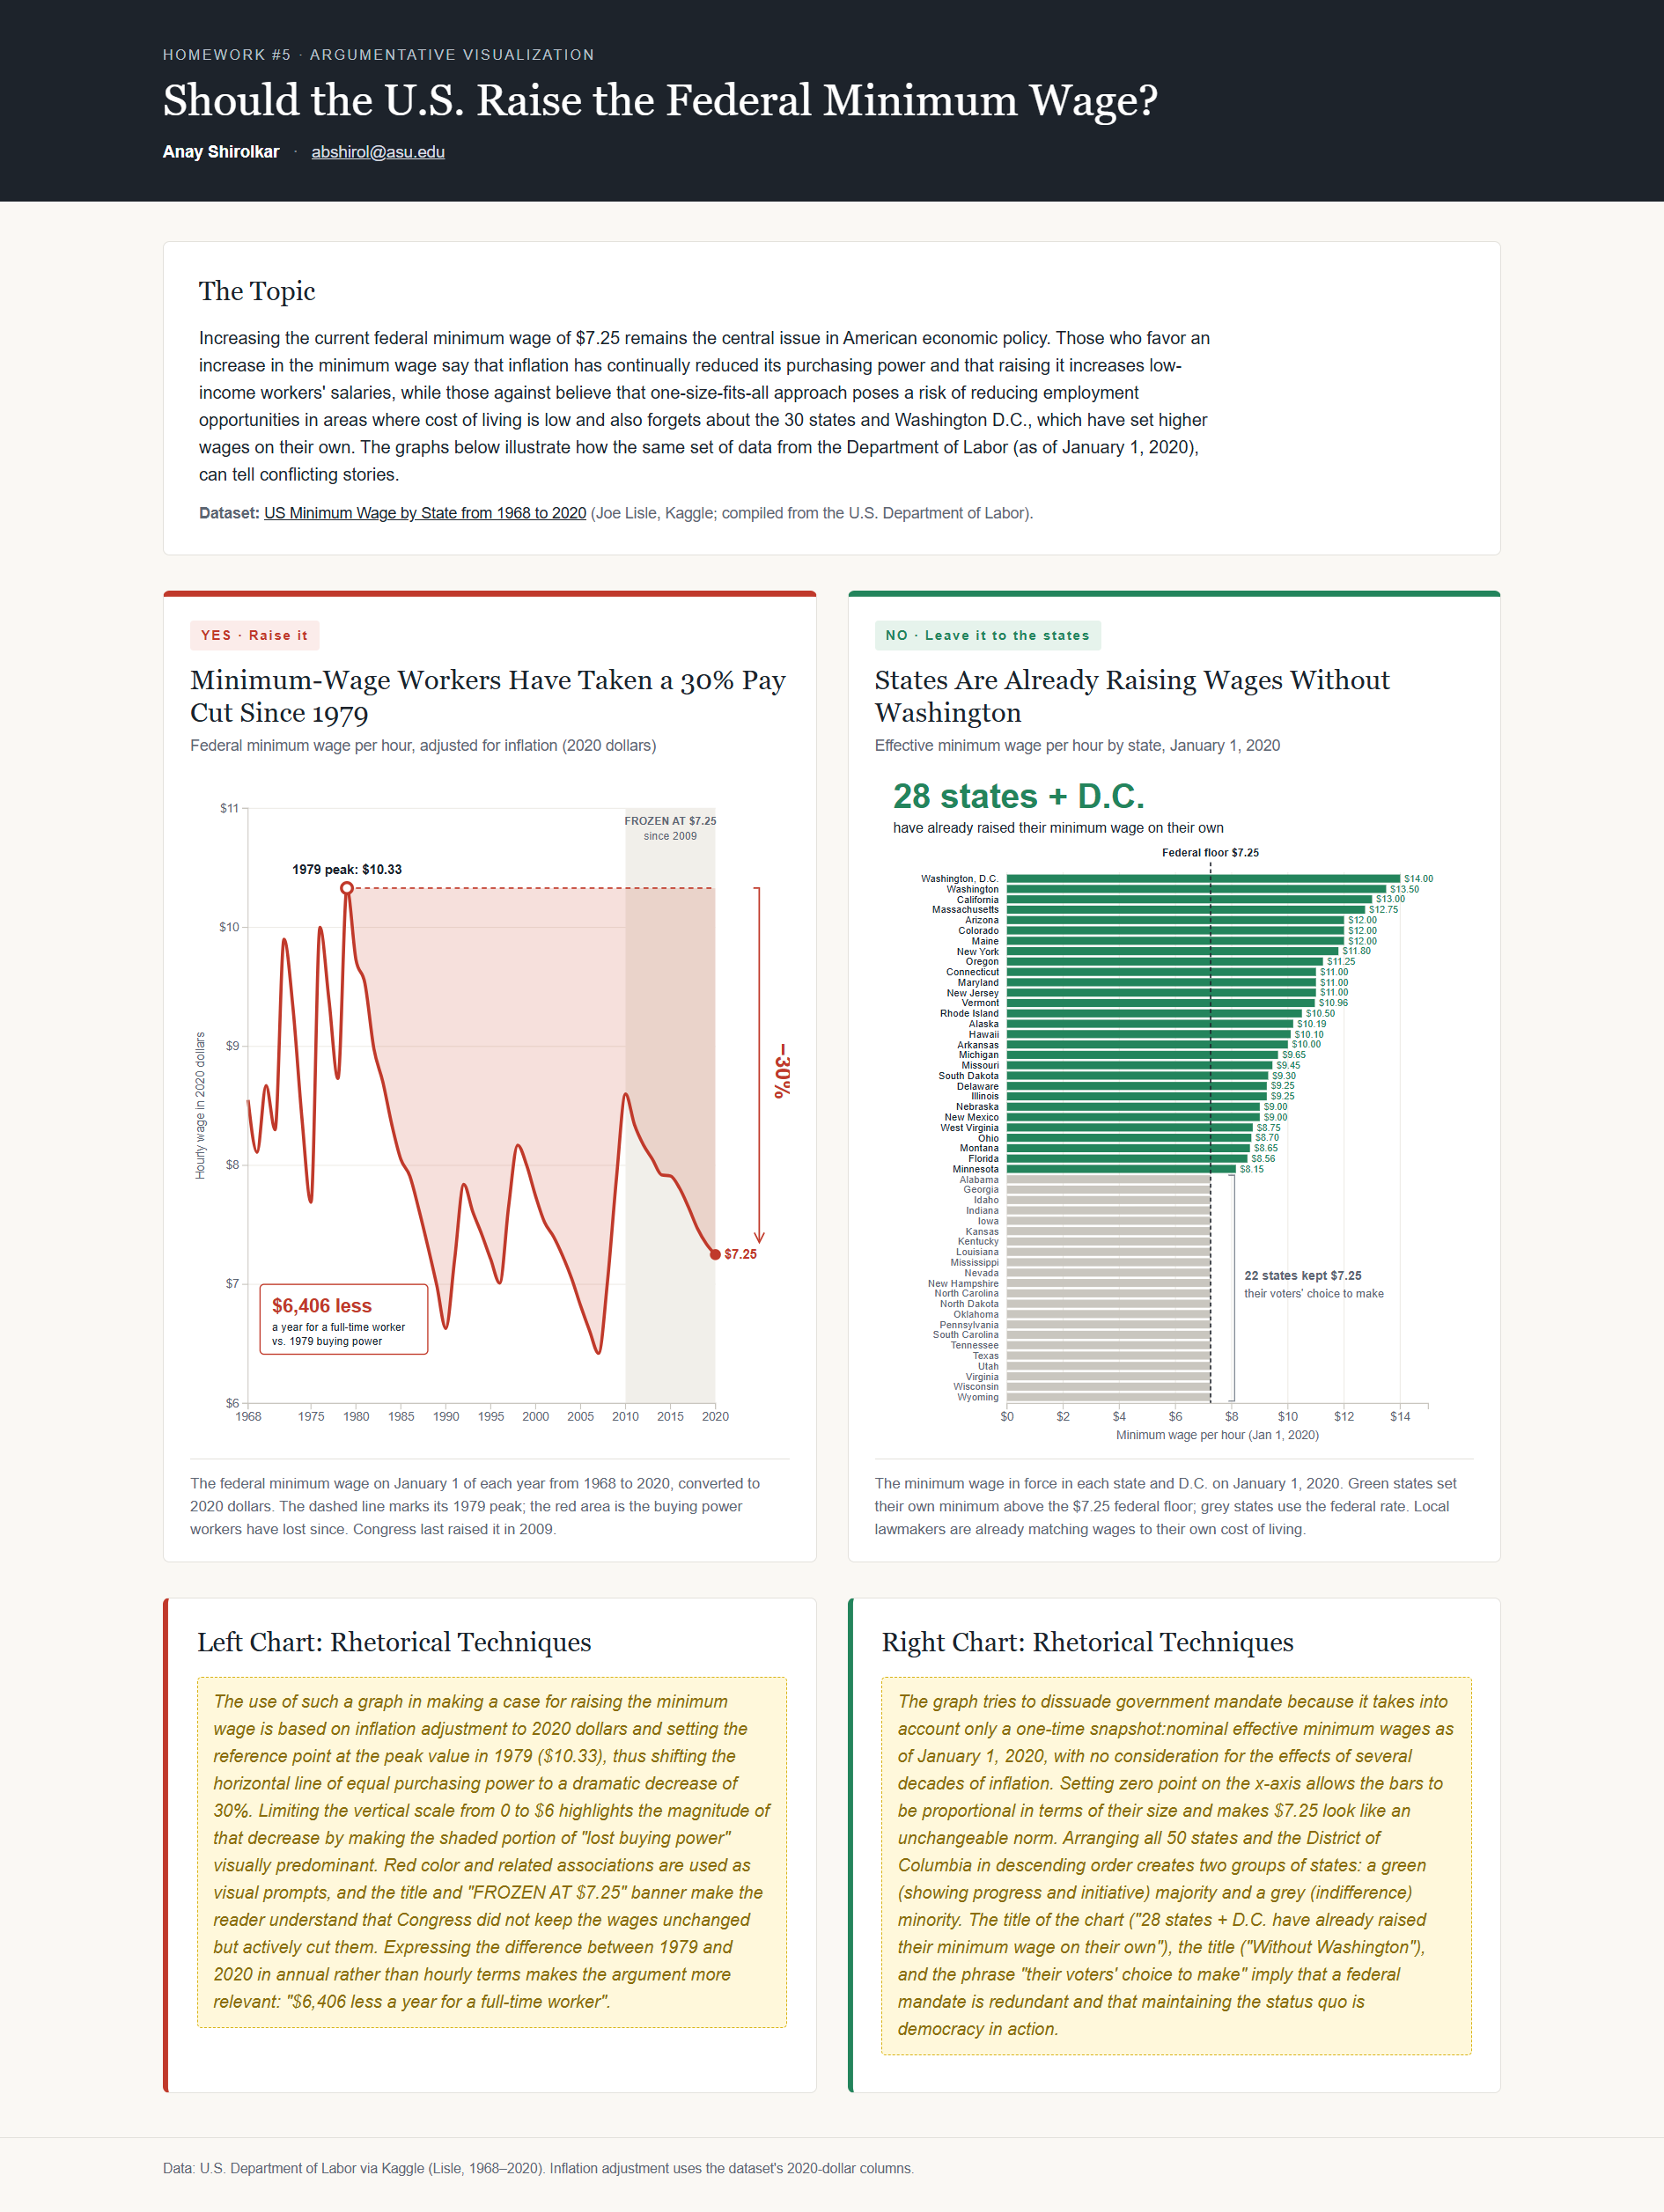 HOMEWORK #5 · ARGUMENTATIVE VISUALIZATION
Should the U.S. Raise the Federal Minimum Wage?
Anay Shirolkar · abshirol@asu.edu
The Topic
Increasing the current federal minimum wage of $7.25 remains the central issue in American economic policy. Those who favor an
increase in the minimum wage say that inflation has continually reduced its purchasing power and that raising it increases low-
income workers' salaries, while those against believe that one-size-fits-all approach poses a risk of reducing employment
opportunities in areas where cost of living is low and also forgets about the 30 states and Washington D.C., which have set higher
wages on their own. The graphs below illustrate how the same set of data from the Department of Labor (as of January 1, 2020),
can tell conflicting stories.
Dataset: US Minimum Wage by State from 1968 to 2020 (Joe Lisle, Kaggle; compiled from the U.S. Department of Labor).
YES · Raise it
Minimum-Wage Workers Have Taken a 30% Pay
Cut Since 1979
Federal minimum wage per hour, adjusted for inflation (2020 dollars)
$11
FROZEN AT $7.25
since 2009
1979 peak: $10.33
$10
$9
−30%
Hourly wage in 2020 dollars
$8
$7.25
$7
$6,406 less
a year for a full-time worker
vs. 1979 buying power
$6
1968 1975 1980 1985 1990 1995 2000 2005 2010 2015 2020
The federal minimum wage on January 1 of each year from 1968 to 2020, converted to
2020 dollars. The dashed line marks its 1979 peak; the red area is the buying power
workers have lost since. Congress last raised it in 2009.
NO · Leave it to the states
States Are Already Raising Wages Without
Washington
Effective minimum wage per hour by state, January 1, 2020
28 states + D.C.
have already raised their minimum wage on their own
Federal floor $7.25
Washington, D.C. $14.00
Washington $13.50
California $13.00
Massachusetts $12.75
Arizona $12.00
Colorado $12.00
Maine $12.00
New York $11.80
Oregon $11.25
Connecticut $11.00
Maryland $11.00
New Jersey $11.00
Vermont $10.96
Rhode Island $10.50
Alaska $10.19
Hawaii $10.10
Arkansas $10.00
Michigan $9.65
Missouri $9.45
South Dakota $9.30
Delaware $9.25
Illinois $9.25
Nebraska $9.00
New Mexico $9.00
West Virginia $8.75
Ohio $8.70
Montana $8.65
Florida $8.56
Minnesota $8.15
Alabama
Georgia
Idaho
Indiana
Iowa
Kansas
Kentucky
Louisiana
Mississippi
Nevada
22 states kept $7.25
New Hampshire
North Carolina
their voters' choice to make
North Dakota
Oklahoma
Pennsylvania
South Carolina
Tennessee
Texas
Utah
Virginia
Wisconsin
Wyoming
$0 $2 $4 $6 $8 $10 $12 $14
Minimum wage per hour (Jan 1, 2020)
The minimum wage in force in each state and D.C. on January 1, 2020. Green states set
their own minimum above the $7.25 federal floor; grey states use the federal rate. Local
lawmakers are already matching wages to their own cost of living.
Left Chart: Rhetorical Techniques
The use of such a graph in making a case for raising the minimum
wage is based on inflation adjustment to 2020 dollars and setting the
reference point at the peak value in 1979 ($10.33), thus shifting the
horizontal line of equal purchasing power to a dramatic decrease of
30%. Limiting the vertical scale from 0 to $6 highlights the magnitude of
that decrease by making the shaded portion of "lost buying power"
visually predominant. Red color and related associations are used as
visual prompts, and the title and "FROZEN AT $7.25" banner make the
reader understand that Congress did not keep the wages unchanged
but actively cut them. Expressing the difference between 1979 and
2020 in annual rather than hourly terms makes the argument more
relevant: "$6,406 less a year for a full-time worker".
Right Chart: Rhetorical Techniques
The graph tries to dissuade government mandate because it takes into
account only a one-time snapshot:nominal effective minimum wages as
of January 1, 2020, with no consideration for the effects of several
decades of inflation. Setting zero point on the x-axis allows the bars to
be proportional in terms of their size and makes $7.25 look like an
unchangeable norm. Arranging all 50 states and the District of
Columbia in descending order creates two groups of states: a green
(showing progress and initiative) majority and a grey (indifference)
minority. The title of the chart ("28 states + D.C. have already raised
their minimum wage on their own"), the title ("Without Washington"),
and the phrase "their voters' choice to make" imply that a federal
mandate is redundant and that maintaining the status quo is
democracy in action.
Data: U.S. Department of Labor via Kaggle (Lisle, 1968–2020). Inflation adjustment uses the dataset's 2020-dollar columns.